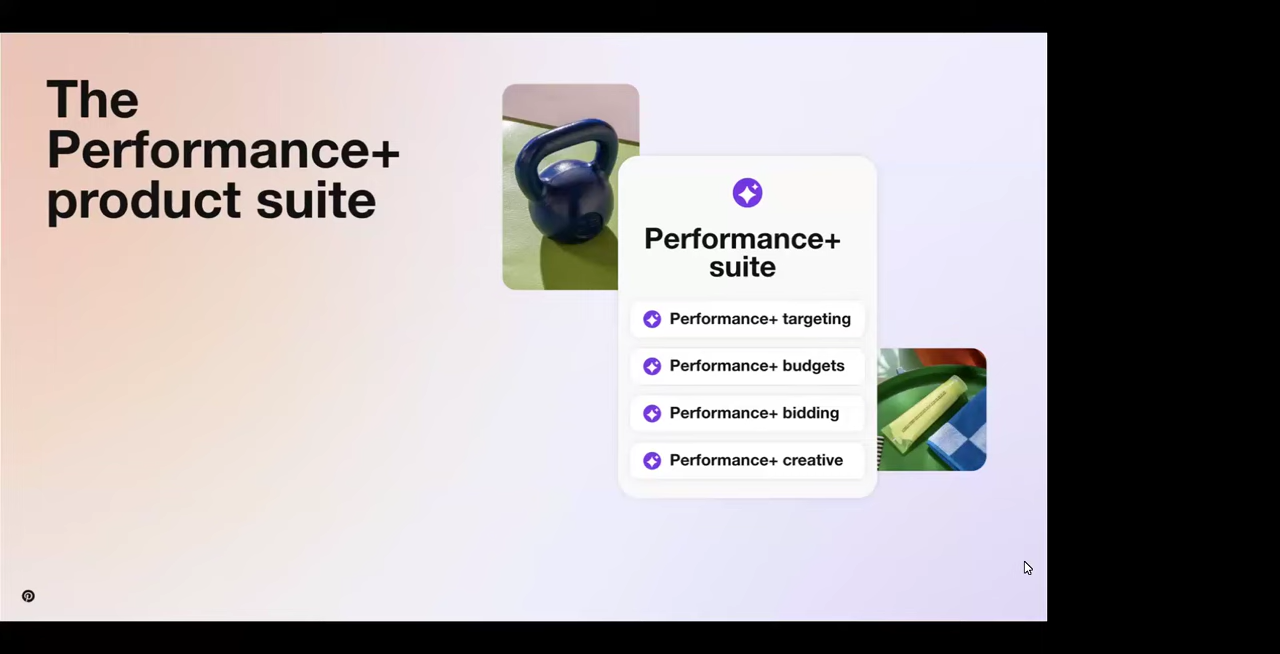 The
Performance+
product suite
Performance+
suite
Performance+ targeting
Performance+ budgets
Performance+ bidding
Performance+ creative